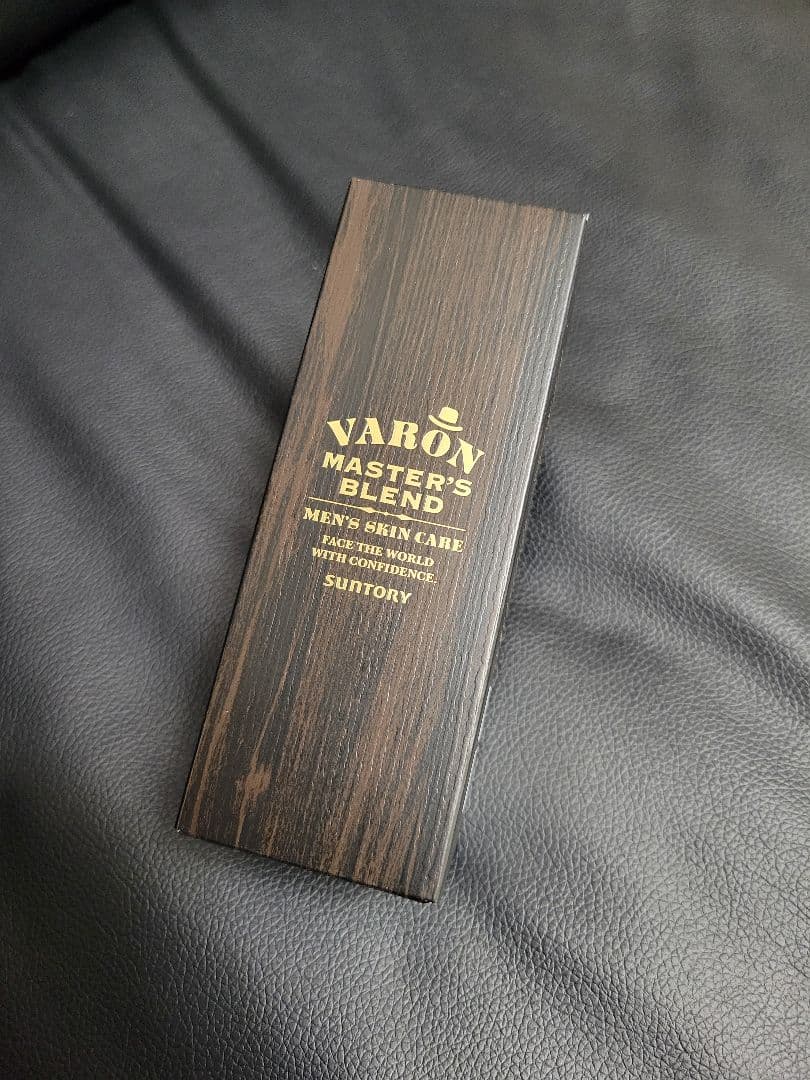 VARON
MASTER'S
BLEND
MEN'S SKIN CARE
FACE THE WORLD
WITH CONFIDENCE.
SUNTORY